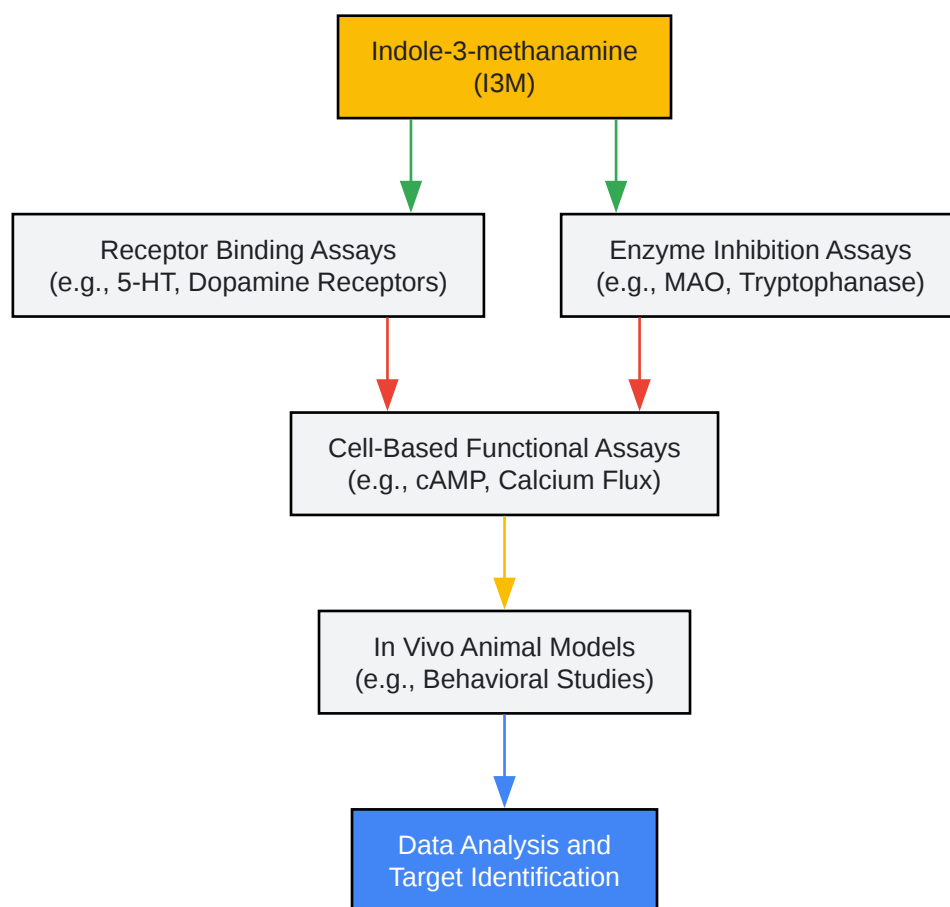 Indole-3-methanamine
(I3M)
Receptor Binding Assays
(e.g., 5-HT, Dopamine Receptors)
Enzyme Inhibition Assays
(e.g., MAO, Tryptophanase)
Cell-Based Functional Assays
(e.g., cAMP, Calcium Flux)
In Vivo Animal Models
(e.g., Behavioral Studies)
Data Analysis and
Target Identification